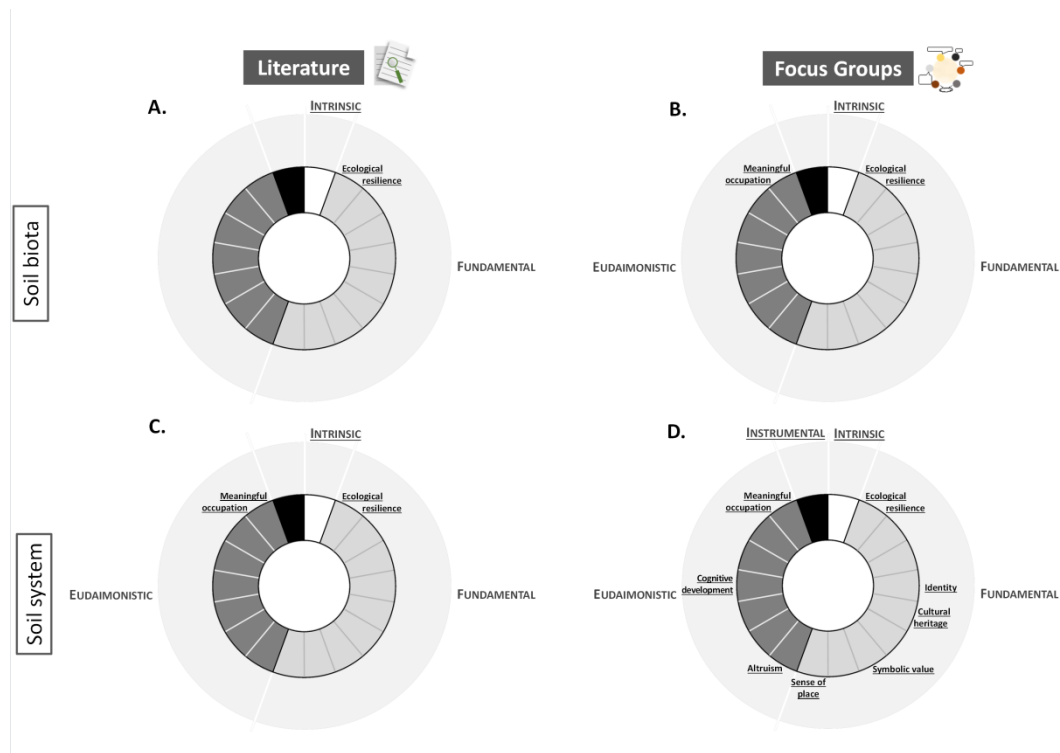 Literature
Focus Groups
A.
INTRINSIC
Ecological
resilience
FUNDAMENTAL
B.
INTRINSIC
Meaningful
occupation
Ecological
resilience
EUDAIMONISTIC
FUNDAMENTAL
Soil biota
C.
INTRINSIC
Meaningful
occupation
Ecological
resilience
EUDAIMONISTIC
FUNDAMENTAL
D.
INSTRUMENTAL
INTRINSIC
Meaningful
occupation
Ecological
resilience
Cognitive
development
Identity
EUDAIMONISTIC
FUNDAMENTAL
Cultural
heritage
Altruism
Sense of
place
Symbolic value
Soil system